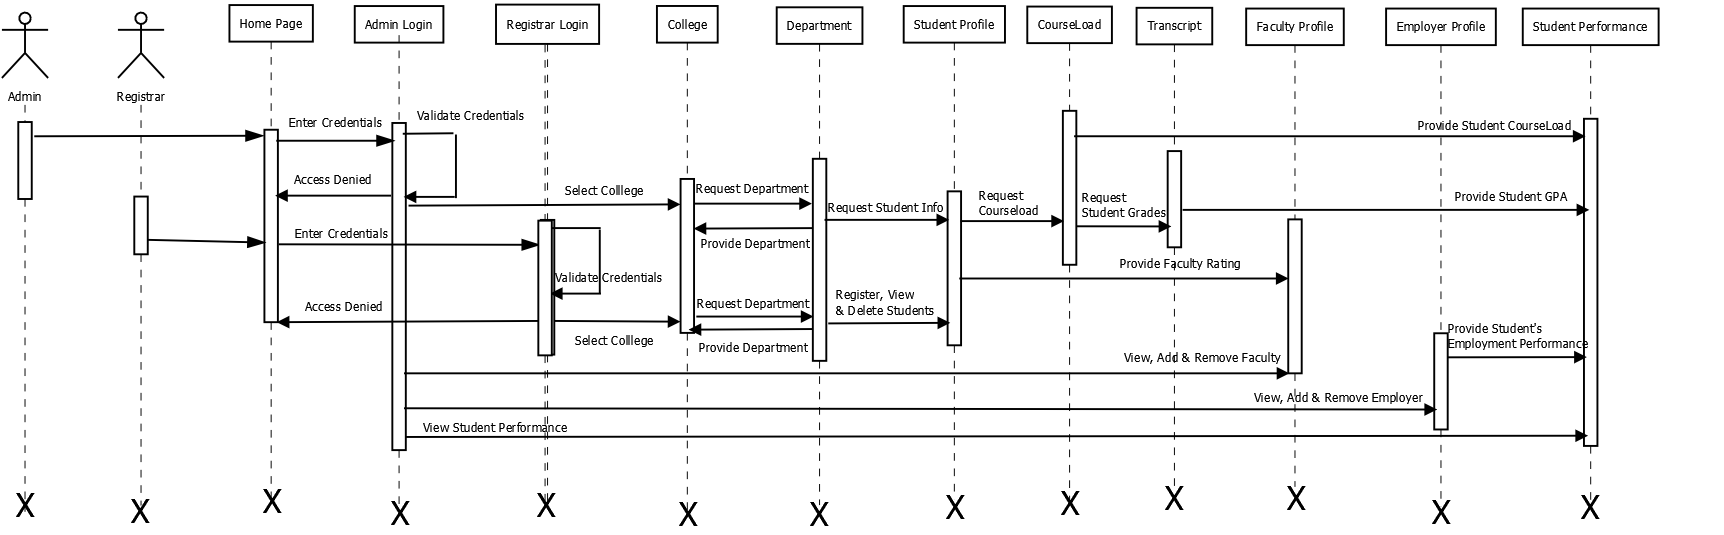 Home Page
Admin Login
Registrar Login
College
Department
Student Profile
CourseLoad
Transcript
Faculty Profile
Employer Profile
Student Performance
Admin
Registrar
Enter Credentials
Validate Credentials
Provide Student CourseLoad
Access Denied
Select Colllege
Request Department
Request Student Info
Request
Courseload
Request
Student Grades
Provide Student GPA
Enter Credentials
Provide Department
Validate Credentials
Provide Faculty Rating
Access Denied
Request Department
Register, View
& Delete Students
Select Colllege
Provide Department
Provide Student's
Employment Performance
View, Add & Remove Faculty
View, Add & Remove Employer
View Student Performance
X
X
X
X
X
X
X
X
X
X
X
X
X